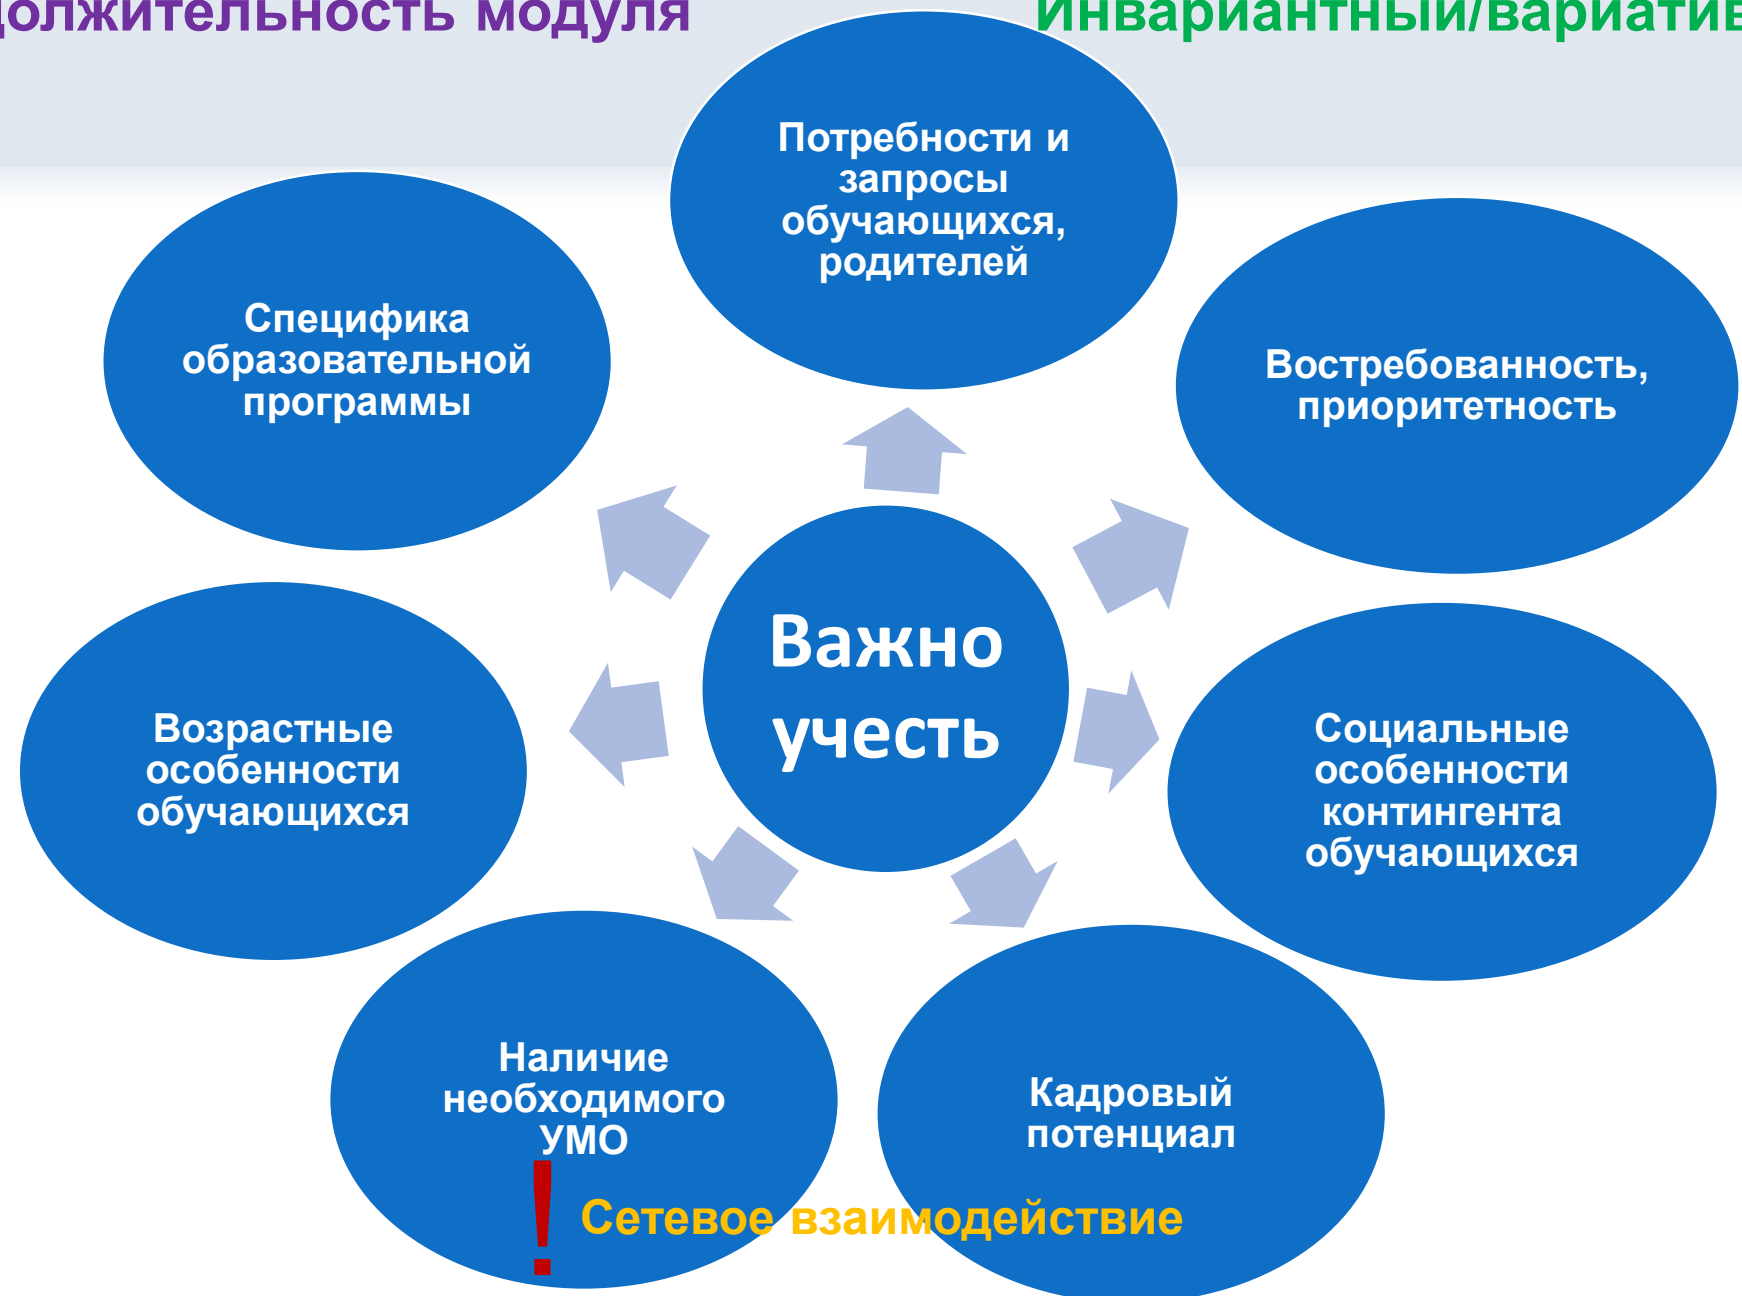 должительность модуля
Инвариантный/вариатив
Потребности и
запросы
обучающихся,
родителей
Специфика
образовательной
программы
Востребованность,
приоритетность
Важно
учесть
Возрастные
особенности
обучающихся
Социальные
особенности
контингента
обучающихся
Наличие
необходимого
УМО
Кадровый
потенциал
! Сетевое взаимодействие